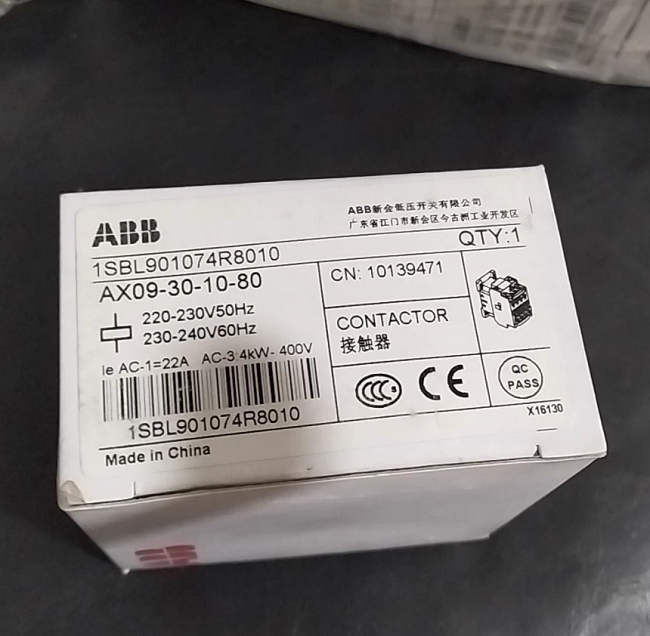 ABB
ABB新会低压开关有限公司
广东省江门市新会区今古洲工业开发区
1SBL901074R8010
QTY:1
AX09-30-10-80
CN: 10139471
220-230V50Hz
230-240V60Hz
CONTACTOR
接触器
Ie AC-1=22A AC-3:4kW- 400V
CCC
S
CE
QC
PASS
1SBL901074R8010
X16130
Made in China